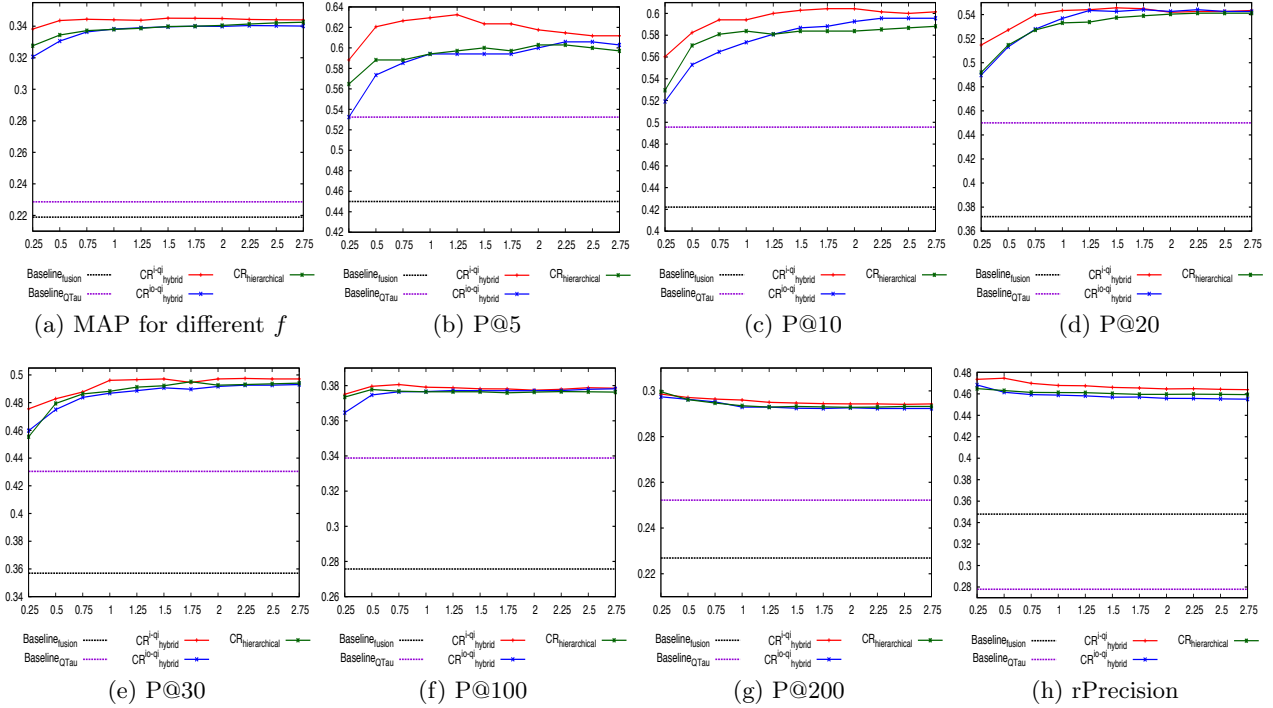 0.34
0.32
0.3
0.28
0.26
0.24
0.22
0.25 0.5 0.75 1 1.25 1.5 1.75 2 2.25 2.5 2.75
Baseline_fusion
Baseline_QTau
CR^i-qi_hybrid
CR^io-qi_hybrid
CR_hierarchical
(a) MAP for different f
0.64
0.62
0.6
0.58
0.56
0.54
0.52
0.5
0.48
0.46
0.44
0.42
0.25 0.5 0.75 1 1.25 1.5 1.75 2 2.25 2.5 2.75
Baseline_fusion
Baseline_QTau
CR^i-qi_hybrid
CR^io-qi_hybrid
CR_hierarchical
(b) P@5
0.6
0.58
0.56
0.54
0.52
0.5
0.48
0.46
0.44
0.42
0.4
0.25 0.5 0.75 1 1.25 1.5 1.75 2 2.25 2.5 2.75
Baseline_fusion
Baseline_QTau
CR^i-qi_hybrid
CR^io-qi_hybrid
CR_hierarchical
(c) P@10
0.54
0.52
0.5
0.48
0.46
0.44
0.42
0.4
0.38
0.36
0.25 0.5 0.75 1 1.25 1.5 1.75 2 2.25 2.5 2.75
Baseline_fusion
Baseline_QTau
CR^i-qi_hybrid
CR^io-qi_hybrid
CR_hierarchical
(d) P@20
0.5
0.48
0.46
0.44
0.42
0.4
0.38
0.36
0.34
0.25 0.5 0.75 1 1.25 1.5 1.75 2 2.25 2.5 2.75
Baseline_fusion
Baseline_QTau
CR^i-qi_hybrid
CR^io-qi_hybrid
CR_hierarchical
(e) P@30
0.38
0.36
0.34
0.32
0.3
0.28
0.26
0.25 0.5 0.75 1 1.25 1.5 1.75 2 2.25 2.5 2.75
Baseline_fusion
Baseline_QTau
CR^i-qi_hybrid
CR^io-qi_hybrid
CR_hierarchical
(f) P@100
0.3
0.28
0.26
0.24
0.22
0.25 0.5 0.75 1 1.25 1.5 1.75 2 2.25 2.5 2.75
Baseline_fusion
Baseline_QTau
CR^i-qi_hybrid
CR^io-qi_hybrid
CR_hierarchical
(g) P@200
0.48
0.46
0.44
0.42
0.4
0.38
0.36
0.34
0.32
0.3
0.28
0.25 0.5 0.75 1 1.25 1.5 1.75 2 2.25 2.5 2.75
Baseline_fusion
Baseline_QTau
CR^i-qi_hybrid
CR^io-qi_hybrid
CR_hierarchical
(h) rPrecision